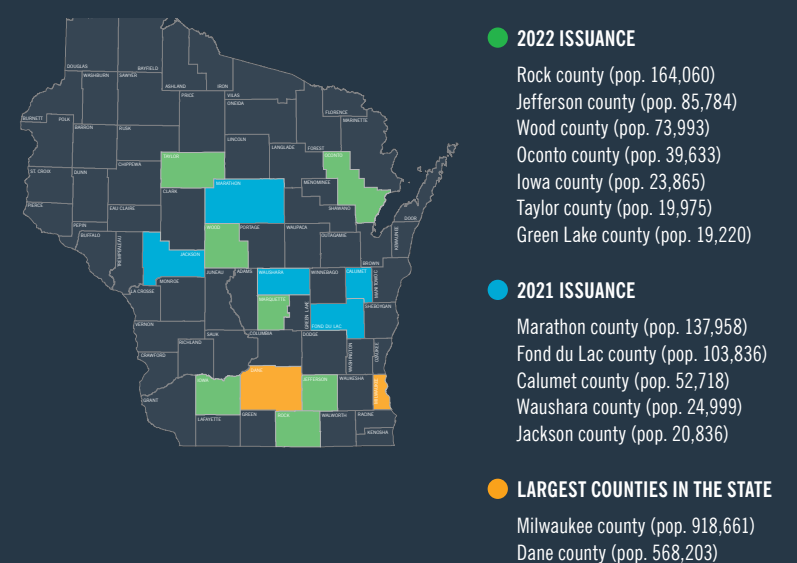 2022 ISSUANCE
Rock county (pop. 164,060)
Jefferson county (pop. 85,784)
Wood county (pop. 73,993)
Oconto county (pop. 39,633)
Iowa county (pop. 23,865)
Taylor county (pop. 19,975)
Green Lake county (pop. 19,220)
2021 ISSUANCE
Marathon county (pop. 137,958)
Fond du Lac county (pop. 103,836)
Calumet county (pop. 52,718)
Waushara county (pop. 24,999)
Jackson county (pop. 20,836)
LARGEST COUNTIES IN THE STATE
Milwaukee county (pop. 918,661)
Dane county (pop. 568,203)
DOUGLAS
BAYFIELD
WASHBURN
SAWYER
ASHLAND
IRON
PRICE
VILAS
ONEIDA
FLORENCE
MARINETTE
BURNETT
POLK
BARRON
RUSK
LINCOLN
LANGLADE
FOREST
OCONTO
TAYLOR
CHIPPEWA
ST. CROIX
DUNN
MARATHON
MENOMINEE
CLARK
PIERCE
EAU CLAIRE
SHAWANO
DOOR
PEPIN
BUFFALO
TREMPEALEAU
JACKSON
WOOD
PORTAGE
WAUPACA
OUTAGAMIE
KEWAUNEE
BROWN
MONROE
JUNEAU
ADAMS
WAUSHARA
WINNEBAGO
CALUMET
MANITOWOC
LA CROSSE
MARQUETTE
GREEN LAKE
FOND DU LAC
SHEBOYGAN
VERNON
SAUK
COLUMBIA
DODGE
RICHLAND
WASHINGTON
OZAUKEE
CRAWFORD
IOWA
DANE
JEFFERSON
WAUKESHA
MILWAUKEE
GRANT
LAFAYETTE
GREEN
ROCK
WALWORTH
RACINE
KENOSHA